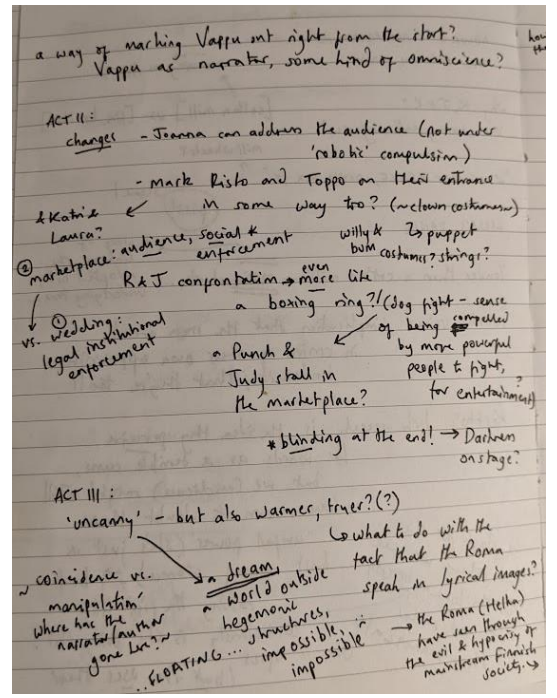 a way of marking Vappu out right from the start?
Vappu as narrator, some kind of omniscience?
how
ACT II:
changes - Joanna can address the audience (not under
'robotic' compulsion)
- mark Risto and Toppo on their entrance
in some way too? (~clown costumes~)
& Katri &
Laura?
willy &
bum costumes?
↳ puppet
strings?
② marketplace: audience, social *
enforcement
R&J confrontation → even
more like
a boxing ring?! (dog fight - sense
of being compelled
by more powerful
people to fight,
for entertainment)
?
vs. ① wedding:
legal institutional
enforcement
a Punch &
Judy stall in
the marketplace?
* blinding at the end! → Darken
onstage?
ACT III:
'uncanny' - but also warmer, truer?(?)
↳ what to do with the
fact that the Roma
speak in lyrical images?
~ coincidence vs.
manipulation
where has the
narrator/author
gone here? ~
a dream
a world outside
hegemonic
structures,
impossible, ~
impossible
..FLOATING...
→ the Roma (Helka)
have seen through
the evil & hypocrisy of
mainstream Finnish
society.